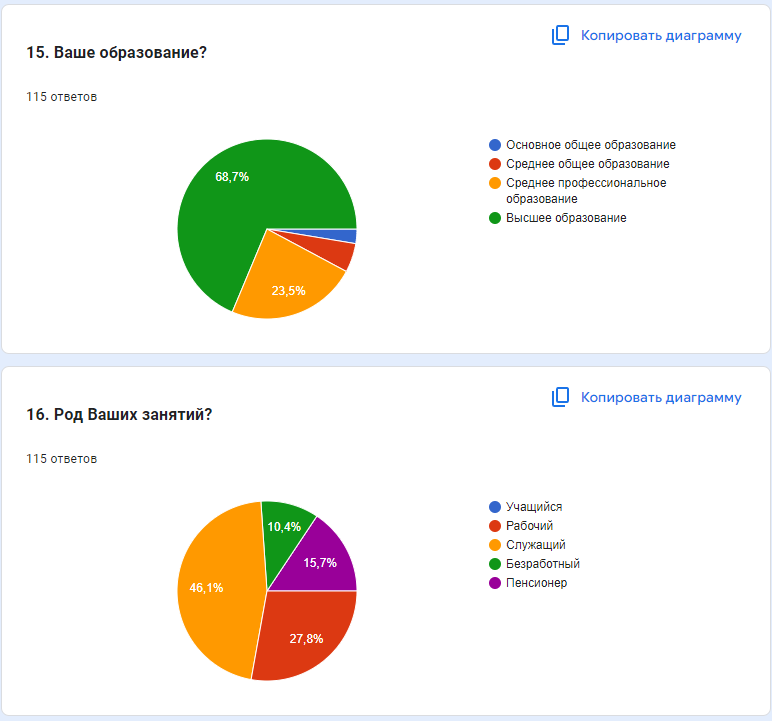 Копировать диаграмму
15. Ваше образование?
115 ответов
68,7%
23,5%
Основное общее образование
Среднее общее образование
Среднее профессиональное
образование
Высшее образование
Копировать диаграмму
16. Род Ваших занятий?
115 ответов
10,4%
15,7%
46,1%
27,8%
Учащийся
Рабочий
Служащий
Безработный
Пенсионер